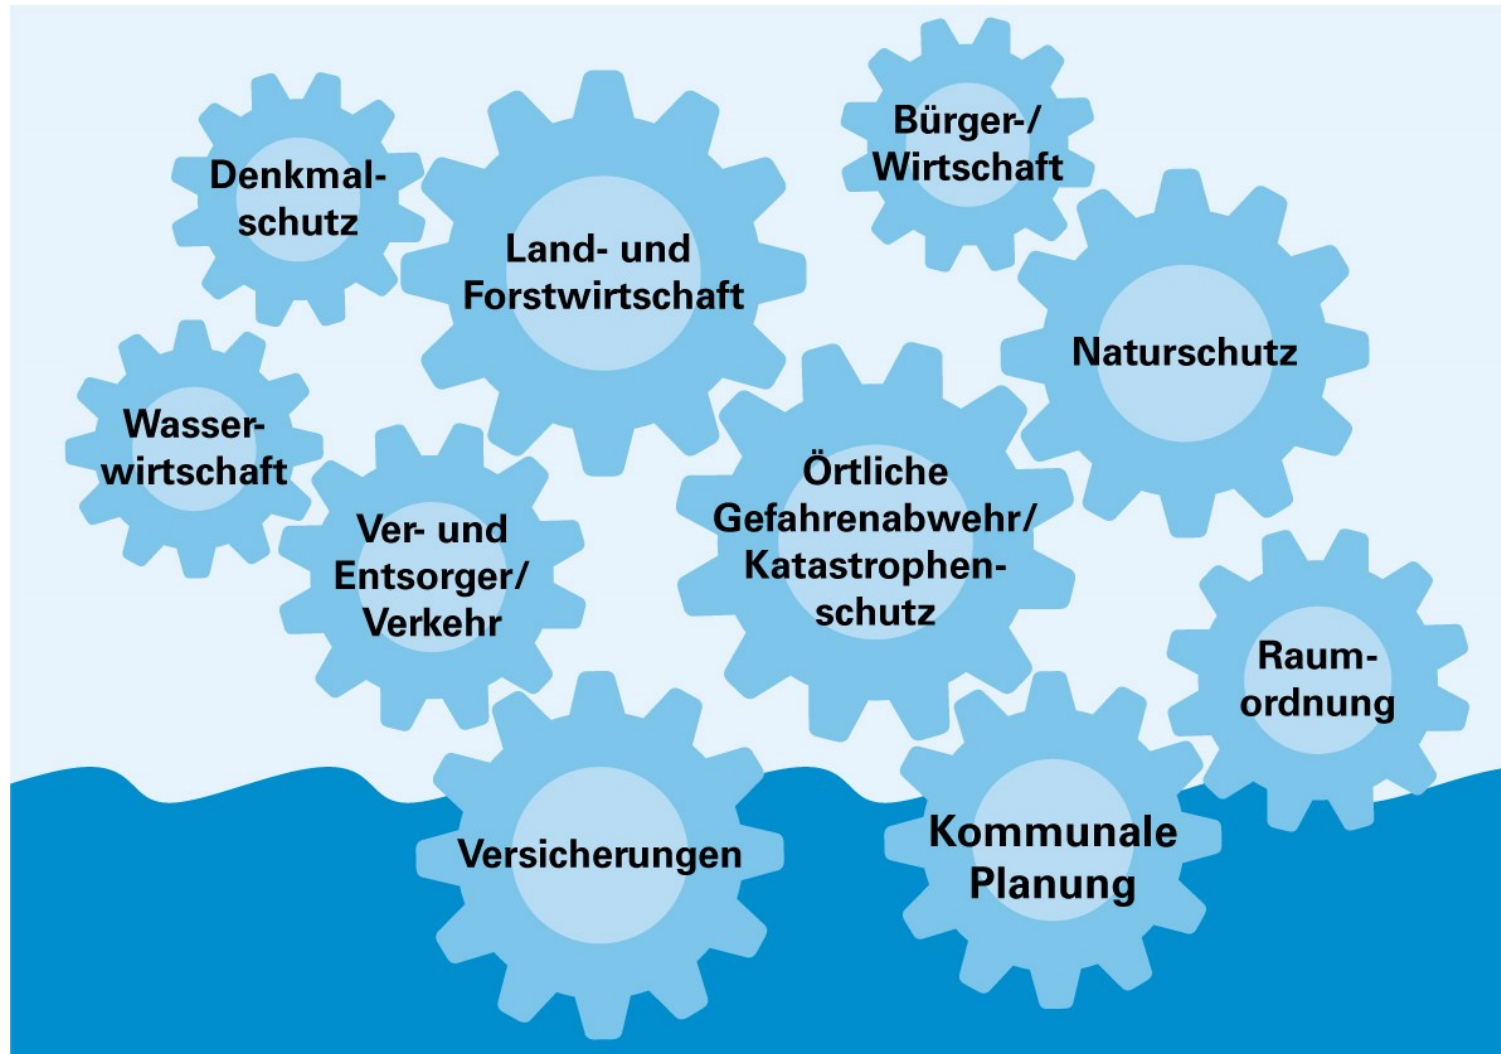 Denkmal-
schutz
Land- und
Forstwirtschaft
Bürger-/
Wirtschaft
Naturschutz
Wasser-
wirtschaft
Ver- und
Entsorger/
Verkehr
Örtliche
Gefahrenabwehr/
Katastrophen-
schutz
Raum-
ordnung
Versicherungen
Kommunale
Planung